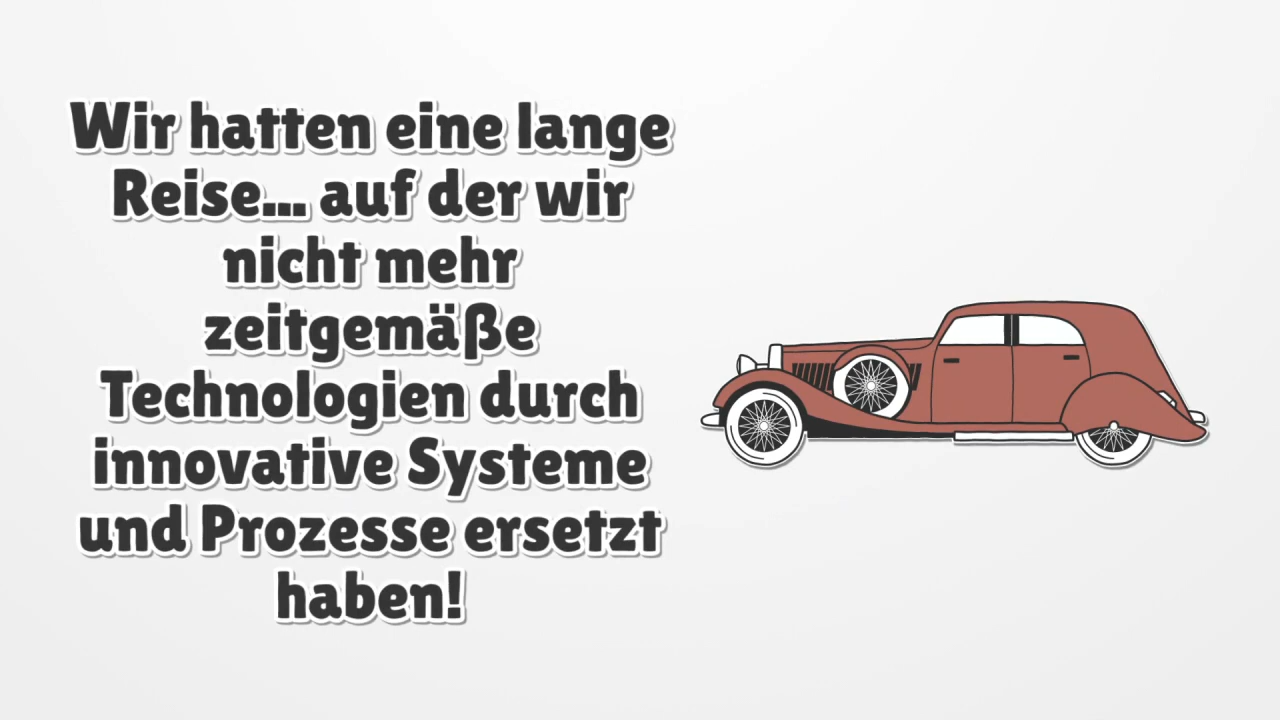 Wir hatten eine lange
Reise... auf der wir
nicht mehr
zeitgemäße
Technologien durch
innovative Systeme
und Prozesse ersetzt
haben!